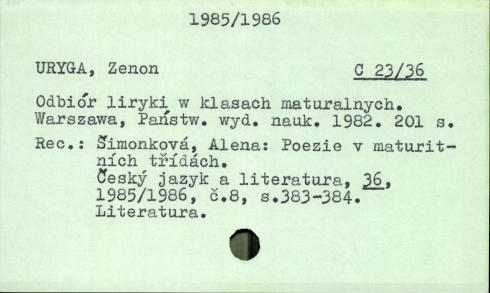 1985/1986
URYGA, Zenon C 23/36
Odbiór liryki w klasach maturalnych.
Warszawa, Państw. wyd. nauk. 1982. 201 s.
Rec.: Šimonková, Alena: Poezie v maturit-
ních třídách.
Český jazyk a literatura, 36,
1985/1986, č.8, s.383-384.
Literatura.